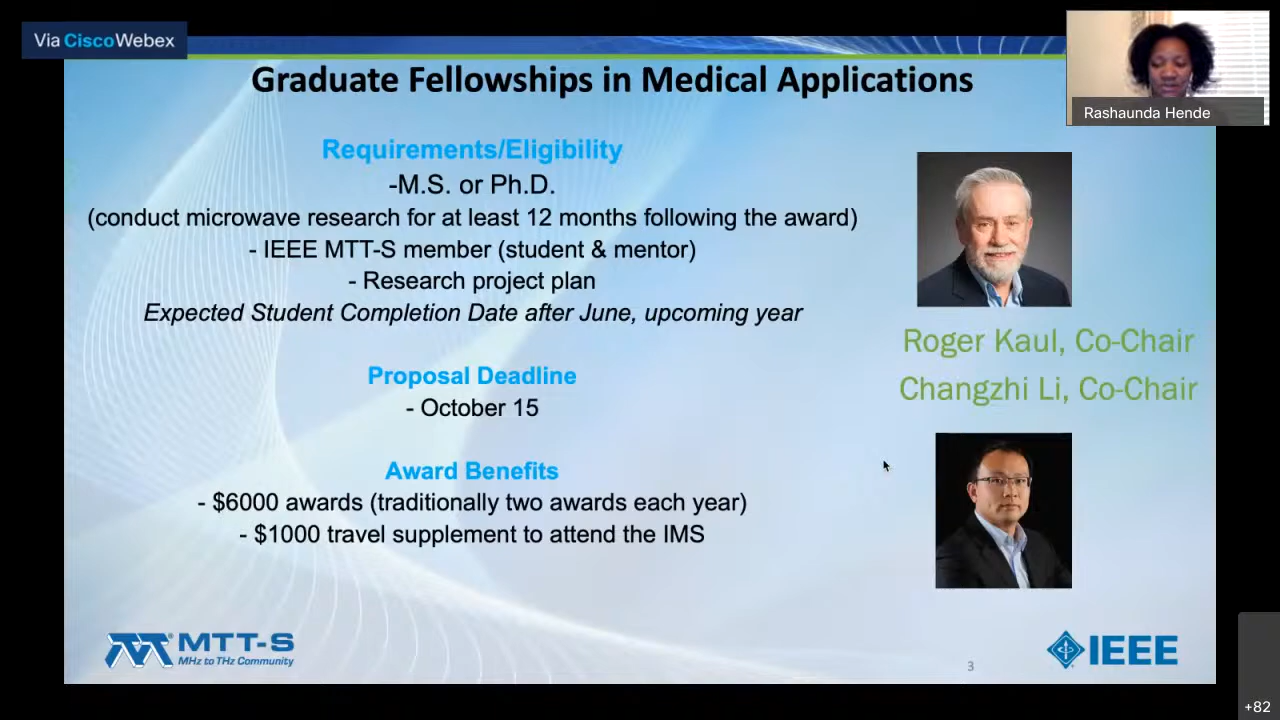 Via Cisco Webex
Graduate Fellowships in Medical Applications
Rashaunda Hende
Requirements/Eligibility
-M.S. or Ph.D.
(conduct microwave research for at least 12 months following the award)
- IEEE MTT-S member (student & mentor)
- Research project plan
Expected Student Completion Date after June, upcoming year
Roger Kaul, Co-Chair
Changzhi Li, Co-Chair
Proposal Deadline
- October 15
Award Benefits
- $6000 awards (traditionally two awards each year)
- $1000 travel supplement to attend the IMS
MTT-S
MHz to THz Community
IEEE
3
+82